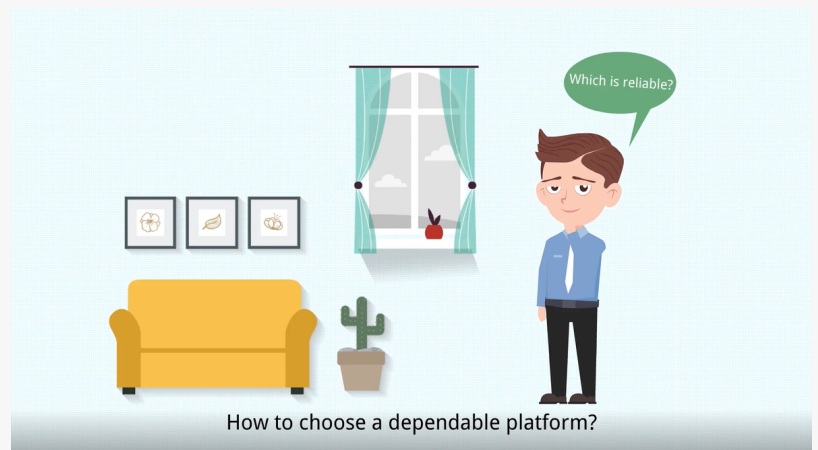 Which is reliable?
How to choose a dependable platform?